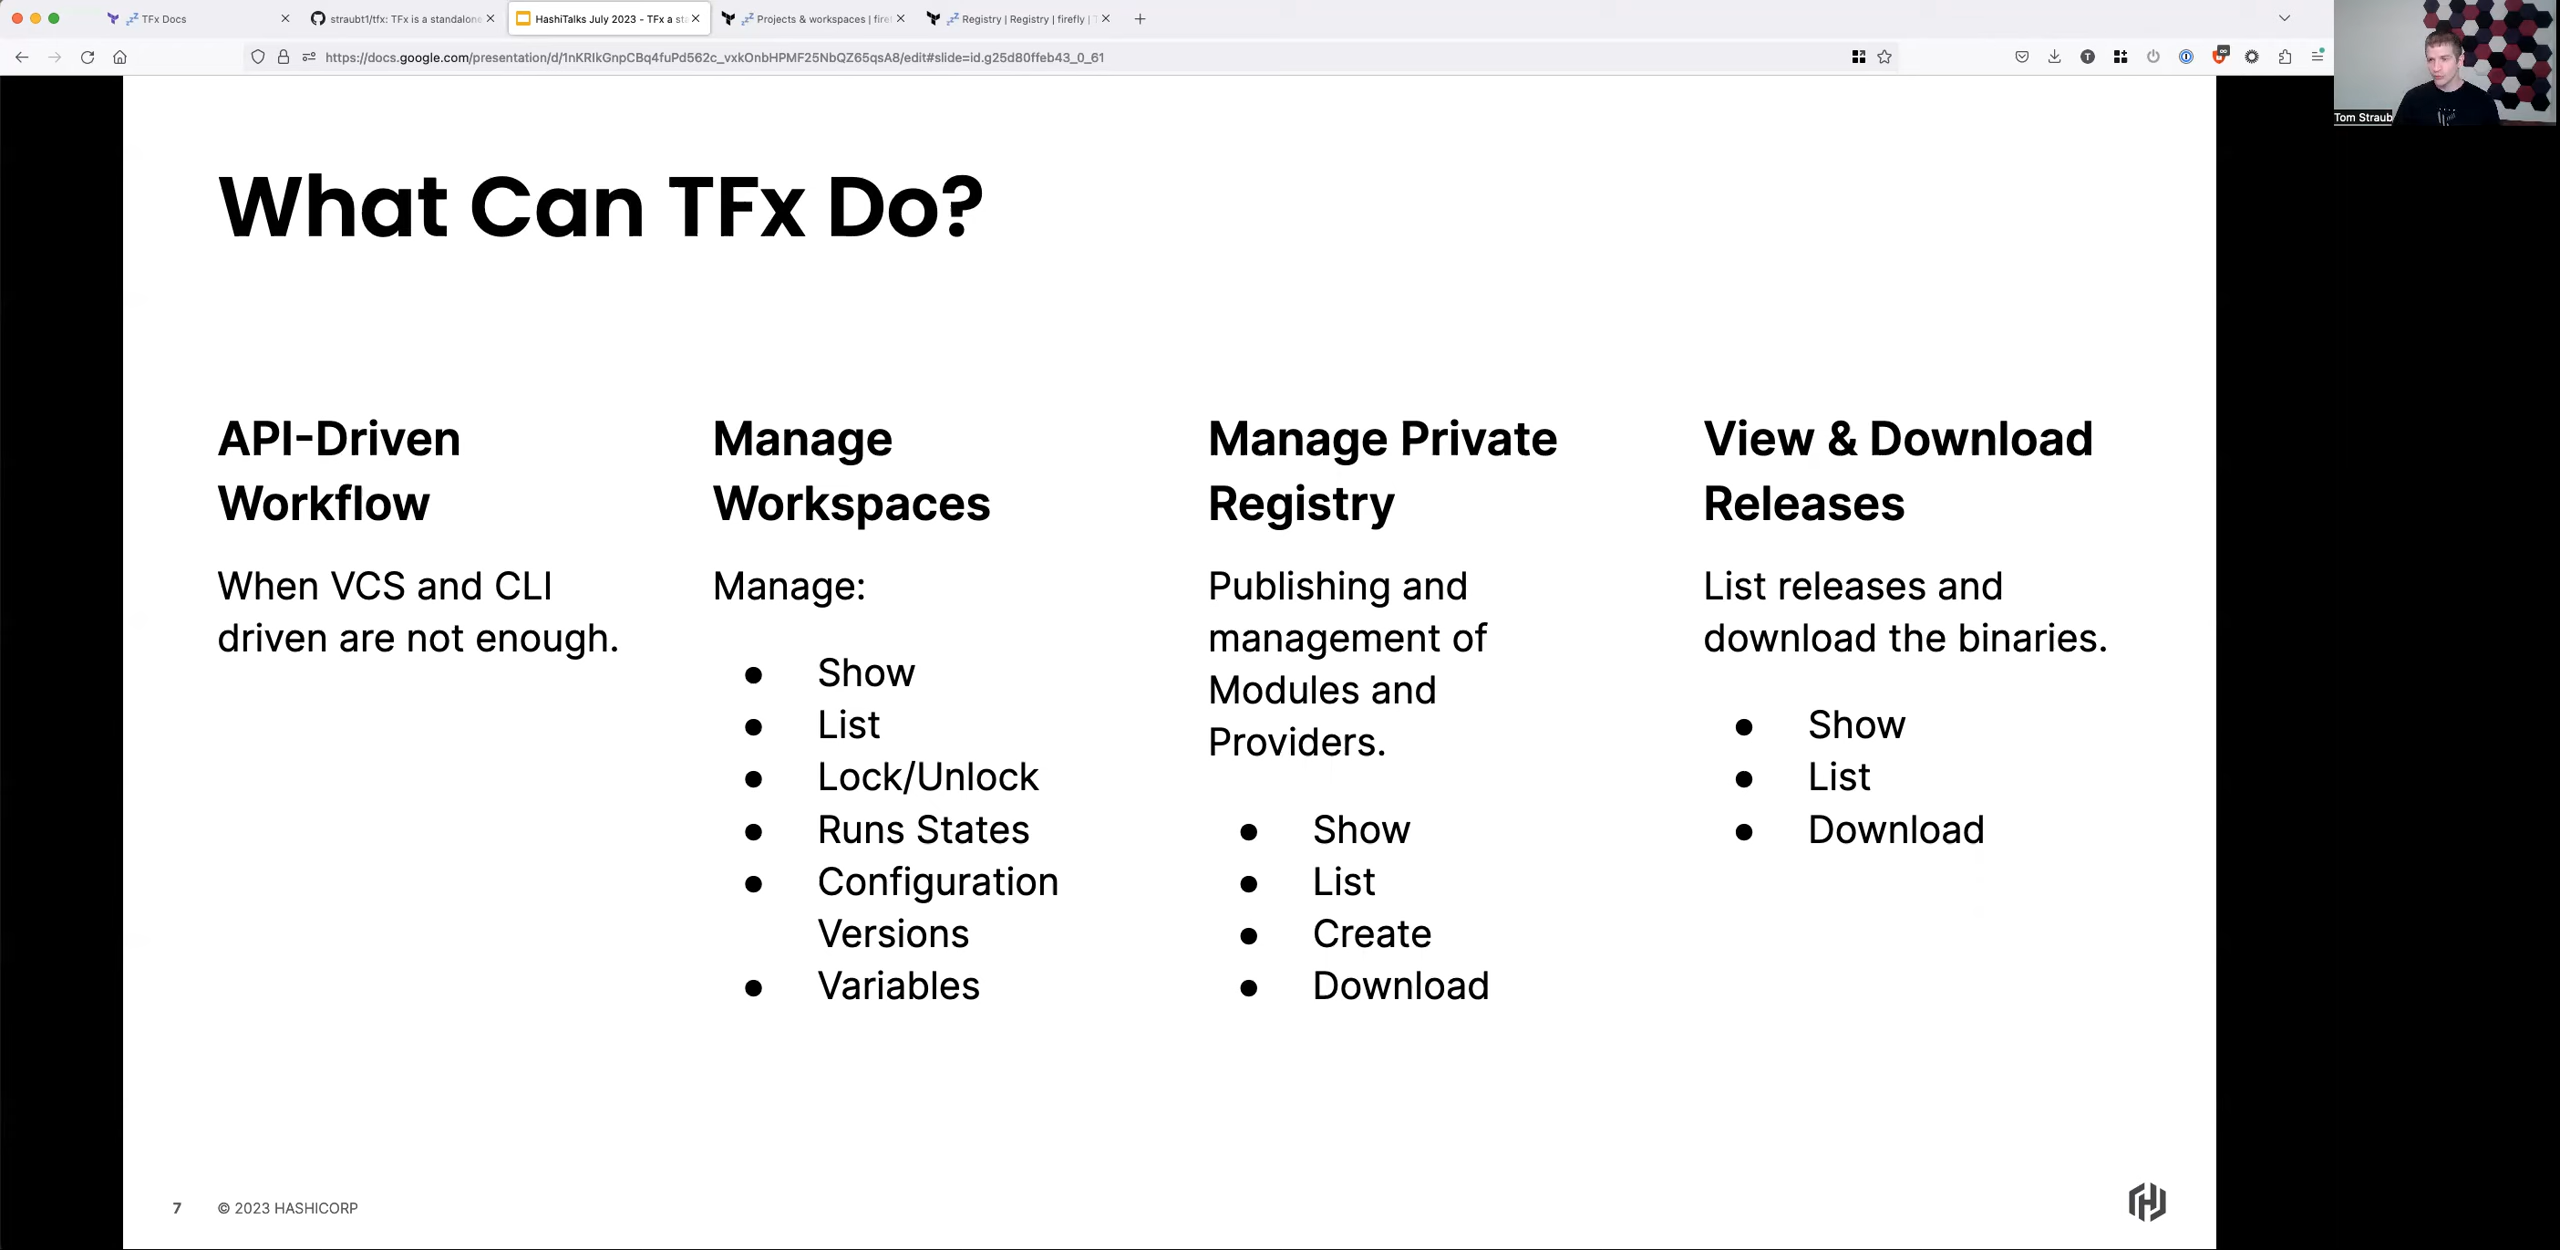 TFx Docs
straubt1/tfx: TFx is a standalone
HashiTalks July 2023 - TFx a sta
Projects & workspaces | firef
Registry | Registry | firefly | T
https://docs.google.com/presentation/d/1nKRIkGnpCBq4fuPd562c_vxkOnbHPMF25NbQZ65qsA8/edit#slide=id.g25d80ffeb43_0_61
Tom Straub
What Can TFx Do?
API-Driven
Workflow
When VCS and CLI
driven are not enough.
Manage
Workspaces
Manage:
● Show
● List
● Lock/Unlock
● Runs States
● Configuration
Versions
● Variables
Manage Private
Registry
Publishing and
management of
Modules and
Providers.
● Show
● List
● Create
● Download
View & Download
Releases
List releases and
download the binaries.
● Show
● List
● Download
7 © 2023 HASHICORP